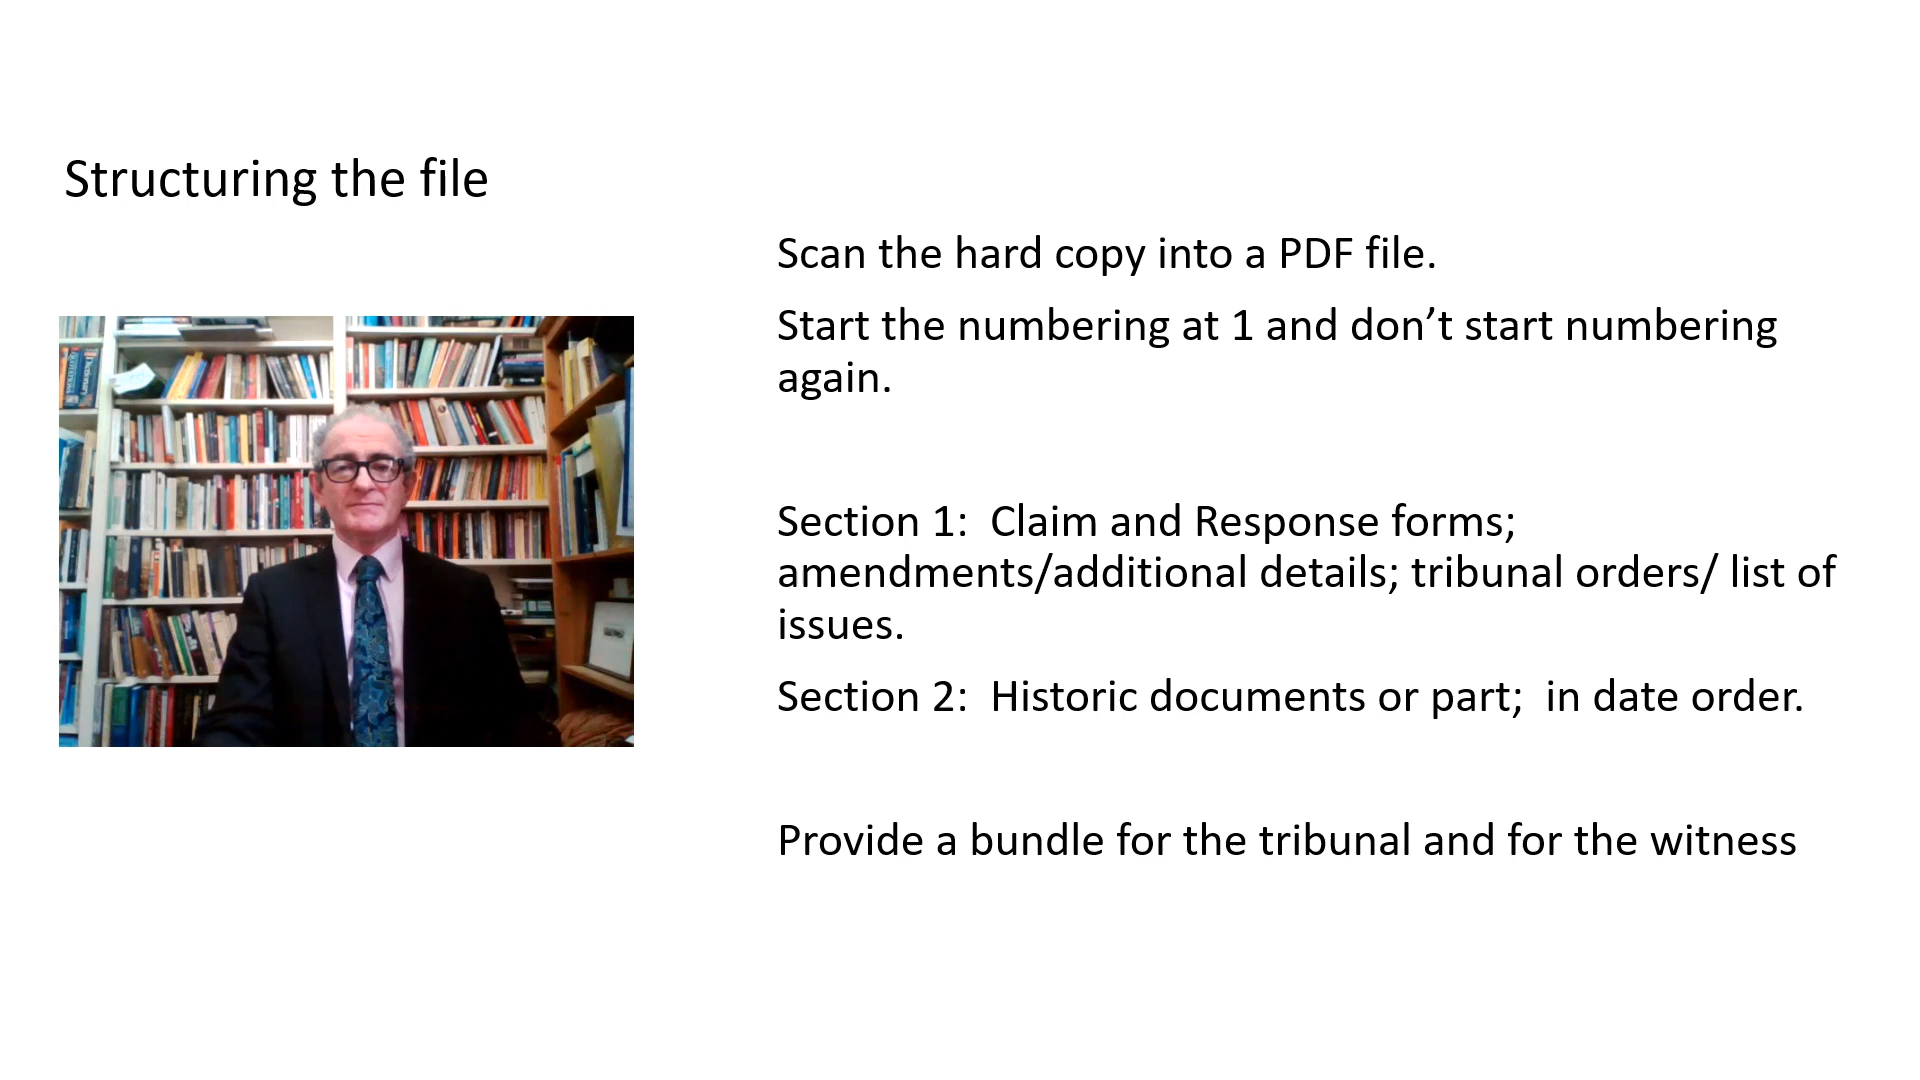 Structuring the file
Scan the hard copy into a PDF file.
Start the numbering at 1 and don’t start numbering
again.
Section 1:  Claim and Response forms;
amendments/additional details; tribunal orders/ list of
issues.
Section 2:  Historic documents or part;  in date order.
Provide a bundle for the tribunal and for the witness